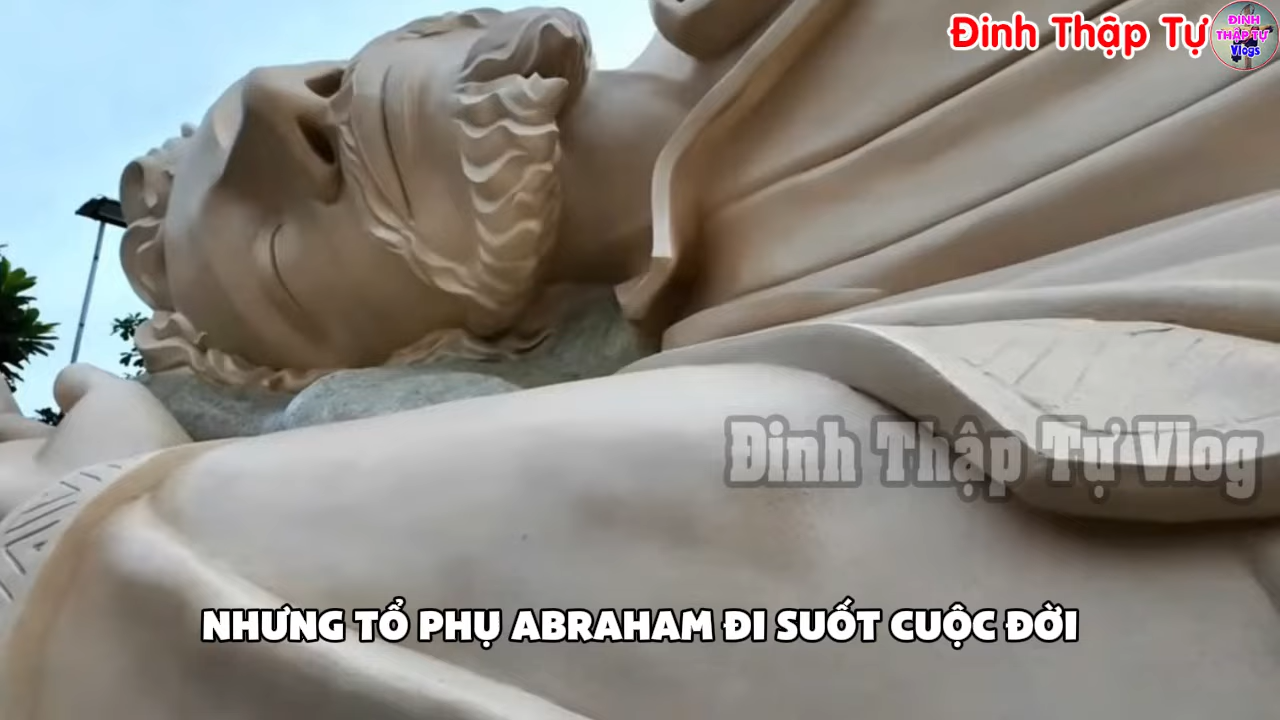 Đinh Thập Tự
ĐINH
THẬP TỰ
Vlogs
Đinh Thập Tự Vlog
NHƯNG TỔ PHỤ ABRAHAM ĐI SUỐT CUỘC ĐỜI